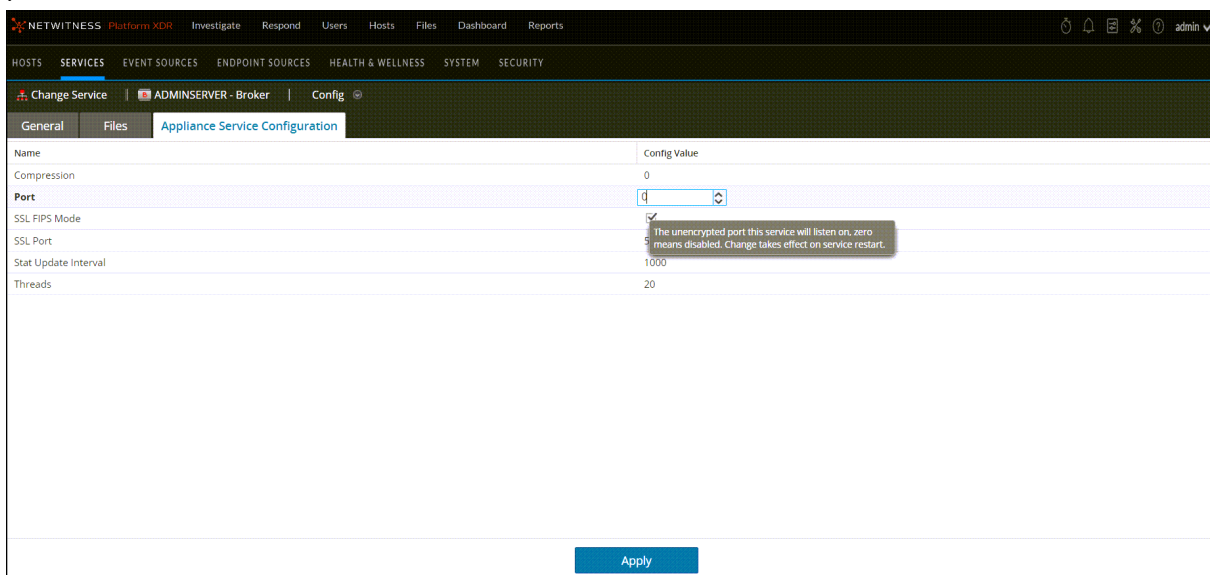 NETWITNESS Platform XDR Investigate Respond Users Hosts Files Dashboard Reports admin
HOSTS SERVICES EVENT SOURCES ENDPOINT SOURCES HEALTH & WELLNESS SYSTEM SECURITY
Change Service | ADMINSERVER - Broker | Config
General Files Appliance Service Configuration
Name Config Value
Compression 0
Port 0
SSL FIPS Mode
SSL Port 5
The unencrypted port this service will listen on, zero
means disabled. Change takes effect on service restart.
Stat Update Interval 1000
Threads 20
Apply